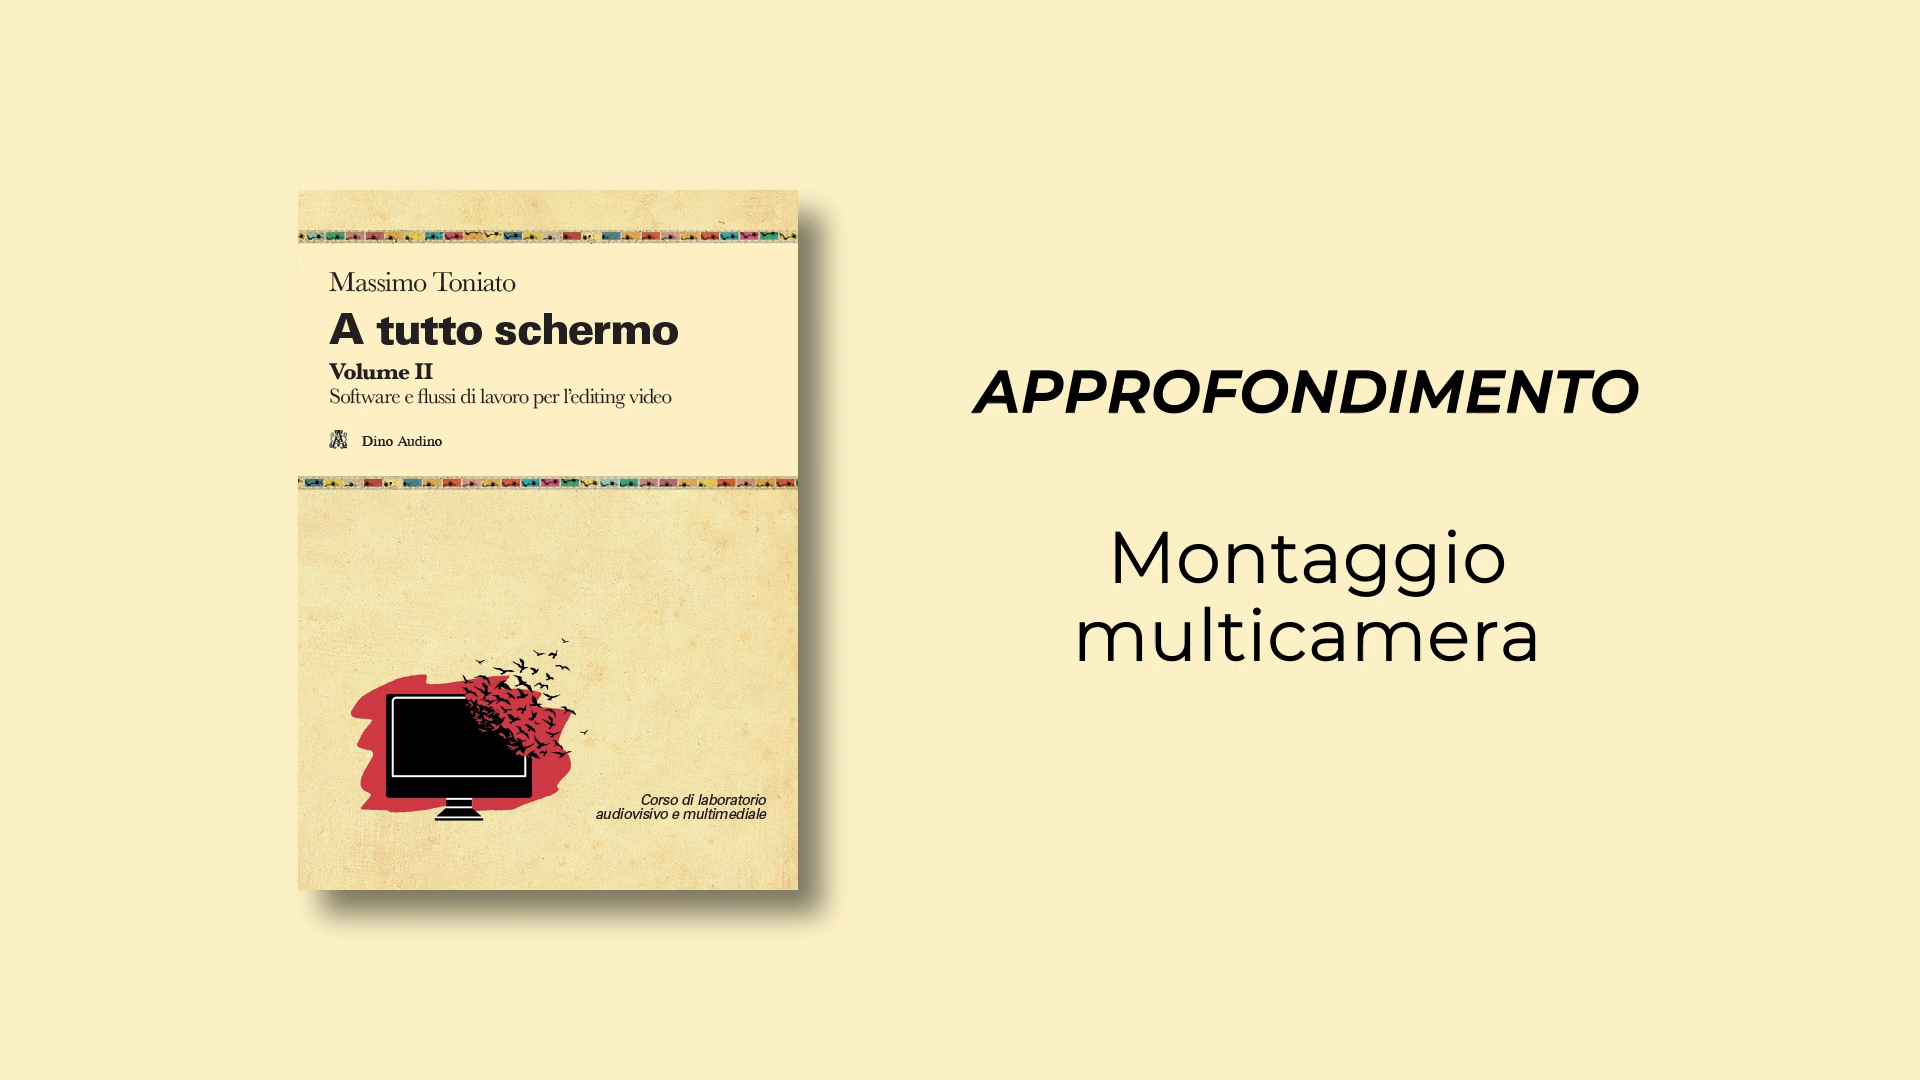 Massimo Toniato
A tutto schermo
Volume II
Software e flussi di lavoro per l'editing video
Dino Audino
Corso di laboratorio
audiovisivo e multimediale
APPROFONDIMENTO
Montaggio
multicamera